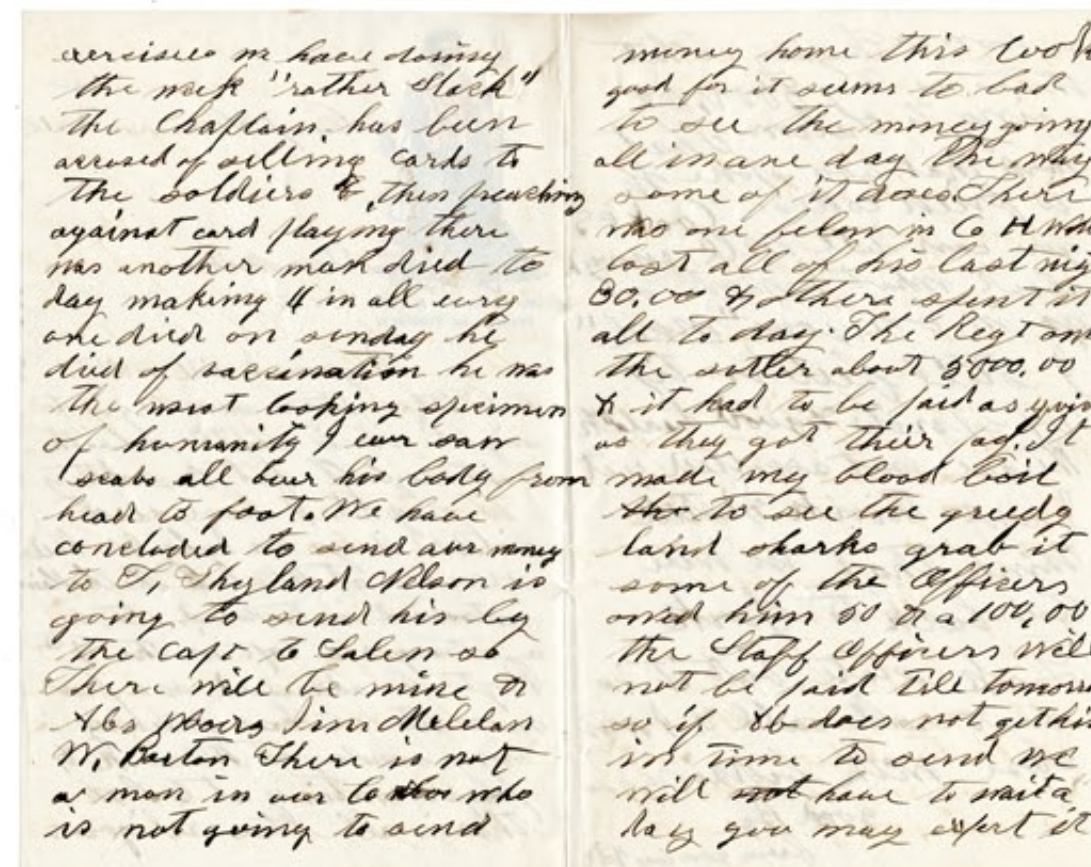 exercises we have during
the week "rather Slack"
the Chaplain has been
accused of selling cards to
the soldiers & then preaching
against card playing there
was another man died to
day making 4 in all every
one died on sunday he
died of vaccination he was
the worst looking specimen
of humanity I ever saw
scabs all over his body from
head to foot. We have
concluded to send our money
to T, Shyland Nelson is
going to send his by
the Capt to Salem so
There will be mine &
Abs Jim Mclelan
W. Barton There is not
a man in our Co who
is not going to send
money home this
good for it seems to bad
to see the money going
all in one day the way
some of it does. There
was one felow in Co H who
lost all of his last nig
30.00 & others spent it
all to day. The Regt
the sutler about 5000.00
& it had to be paid as
as they got their pay. It
made my blood boil
to see the greedy
land sharks grab it
some of the Officers
owed him 50 & a 100,00
the Staff Officers will
not be paid till tomor
so if Ab does not get
in time to send we
will not have to wait a
day you may expect it